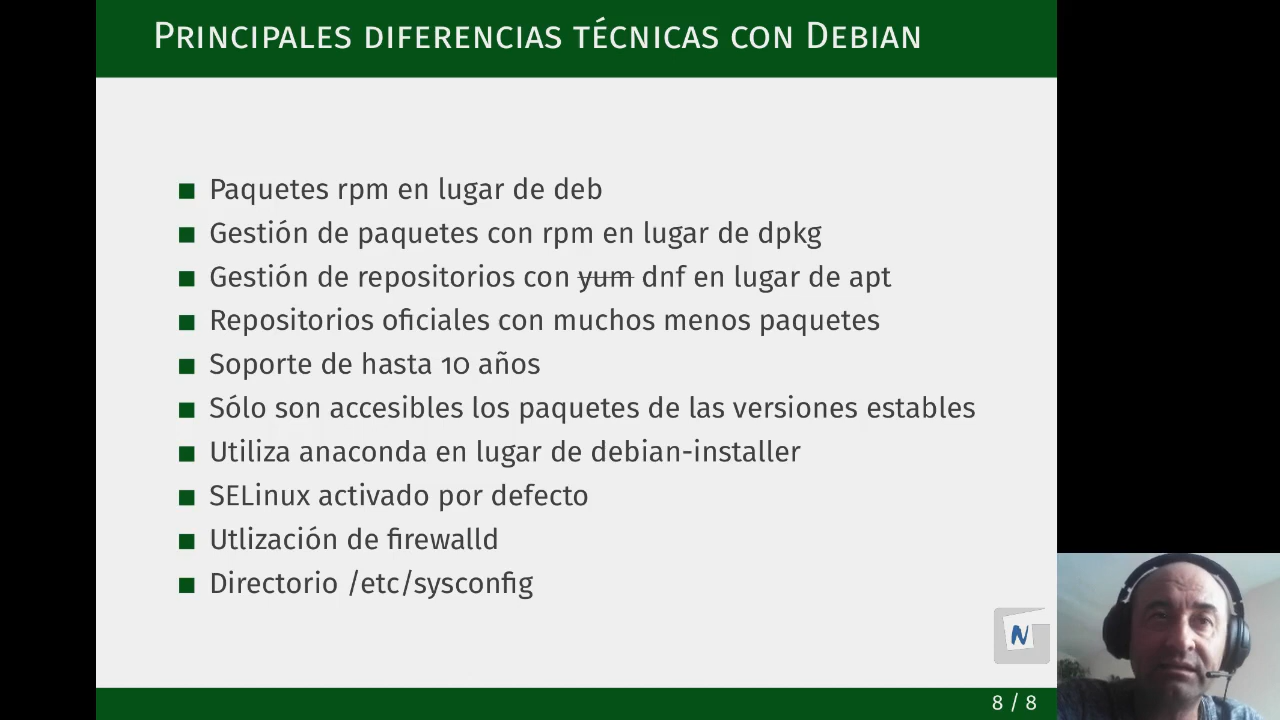 Principales diferencias técnicas con Debian
Paquetes rpm en lugar de deb
Gestión de paquetes con rpm en lugar de dpkg
Gestión de repositorios con yum dnf en lugar de apt
Repositorios oficiales con muchos menos paquetes
Soporte de hasta 10 años
Sólo son accesibles los paquetes de las versiones estables
Utiliza anaconda en lugar de debian-installer
SELinux activado por defecto
Utlización de firewalld
Directorio /etc/sysconfig
N
8 / 8